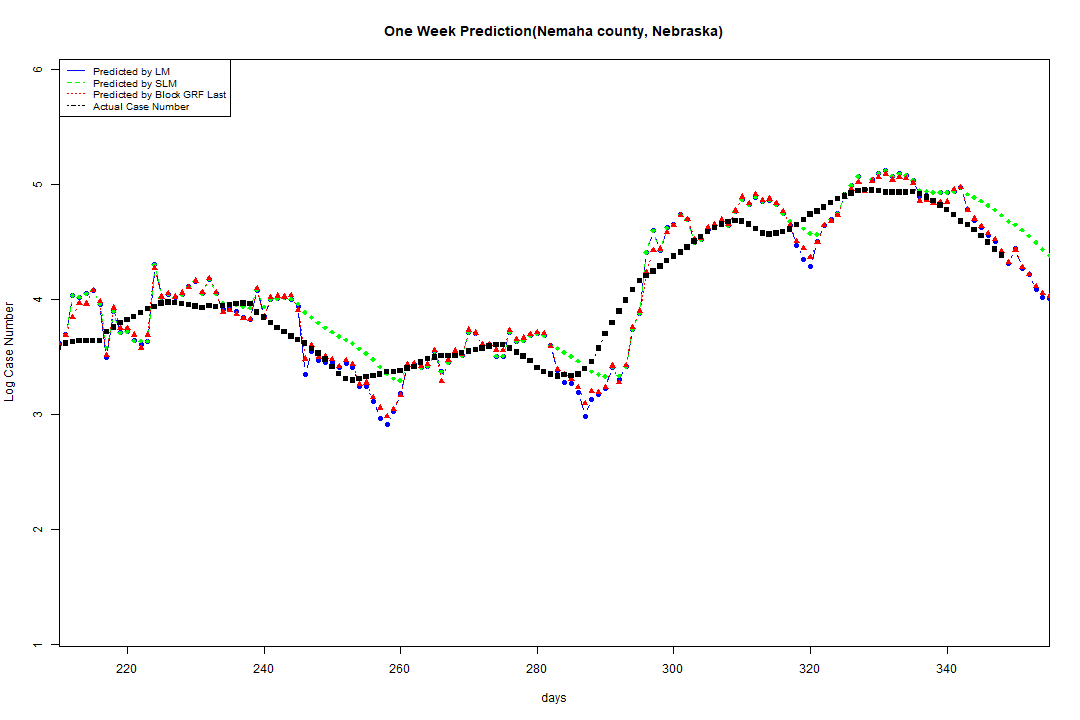 One Week Prediction(Nemaha county, Nebraska)
Predicted by LM
Predicted by SLM
Predicted by Block GRF Last
Actual Case Number
6
5
4
3
2
1
Log Case Number
220 240 260 280 300 320 340
days